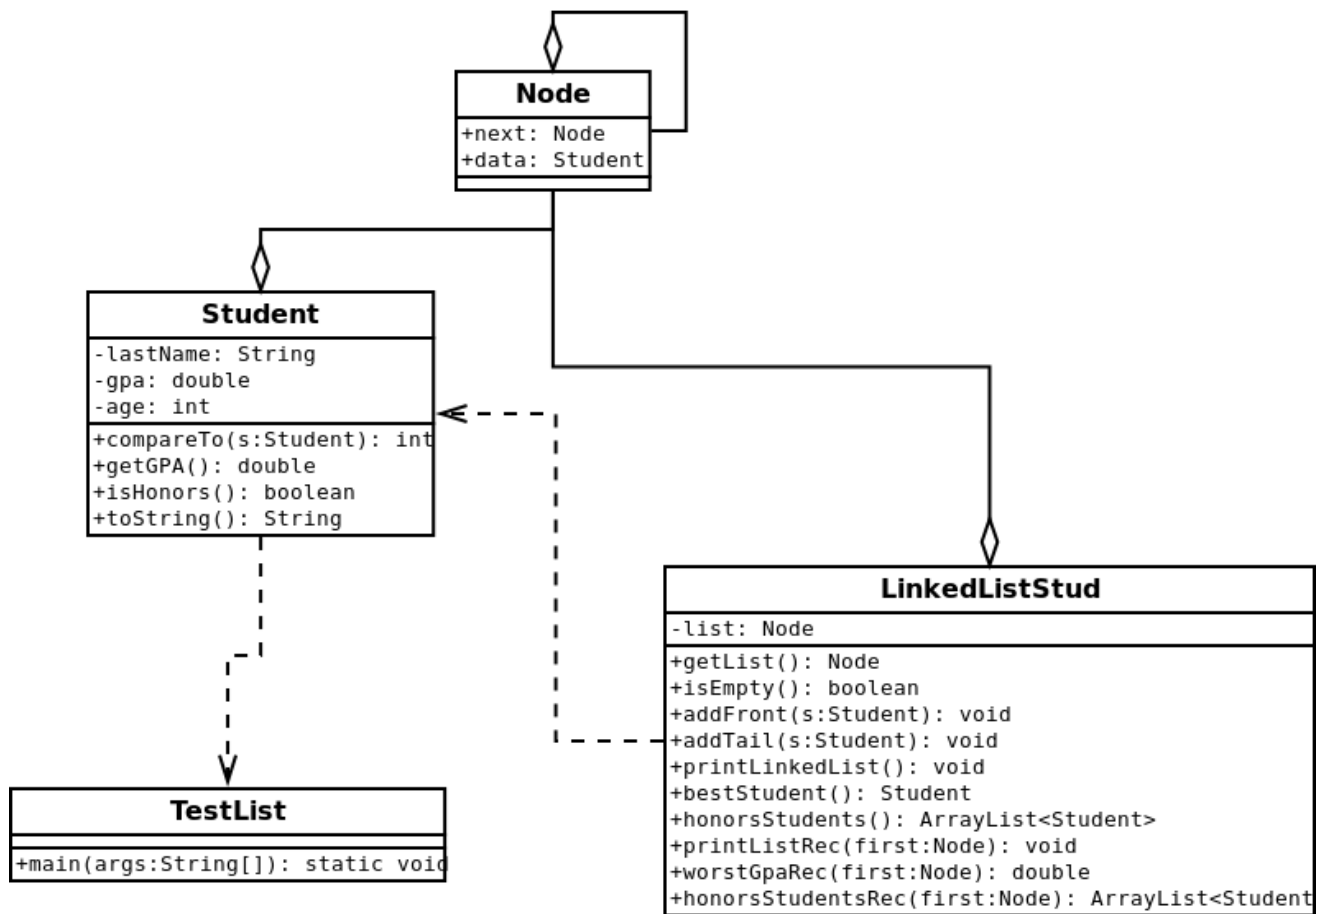 Node
+next: Node
+data: Student
Student
-lastName: String
-gpa: double
-age: int
+compareTo(s:Student): int
+getGPA(): double
+isHonors(): boolean
+toString(): String
LinkedListStud
-list: Node
+getList(): Node
+isEmpty(): boolean
+addFront(s:Student): void
+addTail(s:Student): void
+printLinkedList(): void
+bestStudent(): Student
+honorsStudents(): ArrayList<Student>
+printListRec(first:Node): void
+worstGpaRec(first:Node): double
+honorsStudentsRec(first:Node): ArrayList<Student
TestList
+main(args:String[]): static void